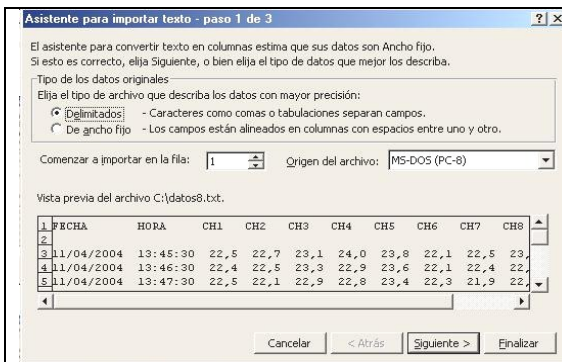 Asistente para importar texto - paso 1 de 3
El asistente para convertir texto en columnas estima que sus datos son Ancho fijo.
Si esto es correcto, elija Siguiente, o bien elija el tipo de datos que mejor los describa.
Tipo de los datos originales
Elija el tipo de archivo que describa los datos con mayor precisión:
Delimitados - Caracteres como comas o tabulaciones separan campos.
De ancho fijo - Los campos están alineados en columnas con espacios entre uno y otro.
Comenzar a importar en la fila: 1 Origen del archivo: MS-DOS (PC-8)
Vista previa del archivo C:\datos8.txt.
1 FECHA HORA CH1 CH2 CH3 CH4 CH5 CH6 CH7 CH8
2
3 11/04/2004 13:45:30 22,5 22,7 23,1 24,0 23,8 22,1 22,5 23,
4 11/04/2004 13:46:30 22,4 22,5 23,3 22,9 23,6 22,1 22,4 22,
5 11/04/2004 13:47:30 22,5 22,1 22,9 22,8 23,4 22,3 21,9 22,
Cancelar < Atrás Siguiente > Finalizar